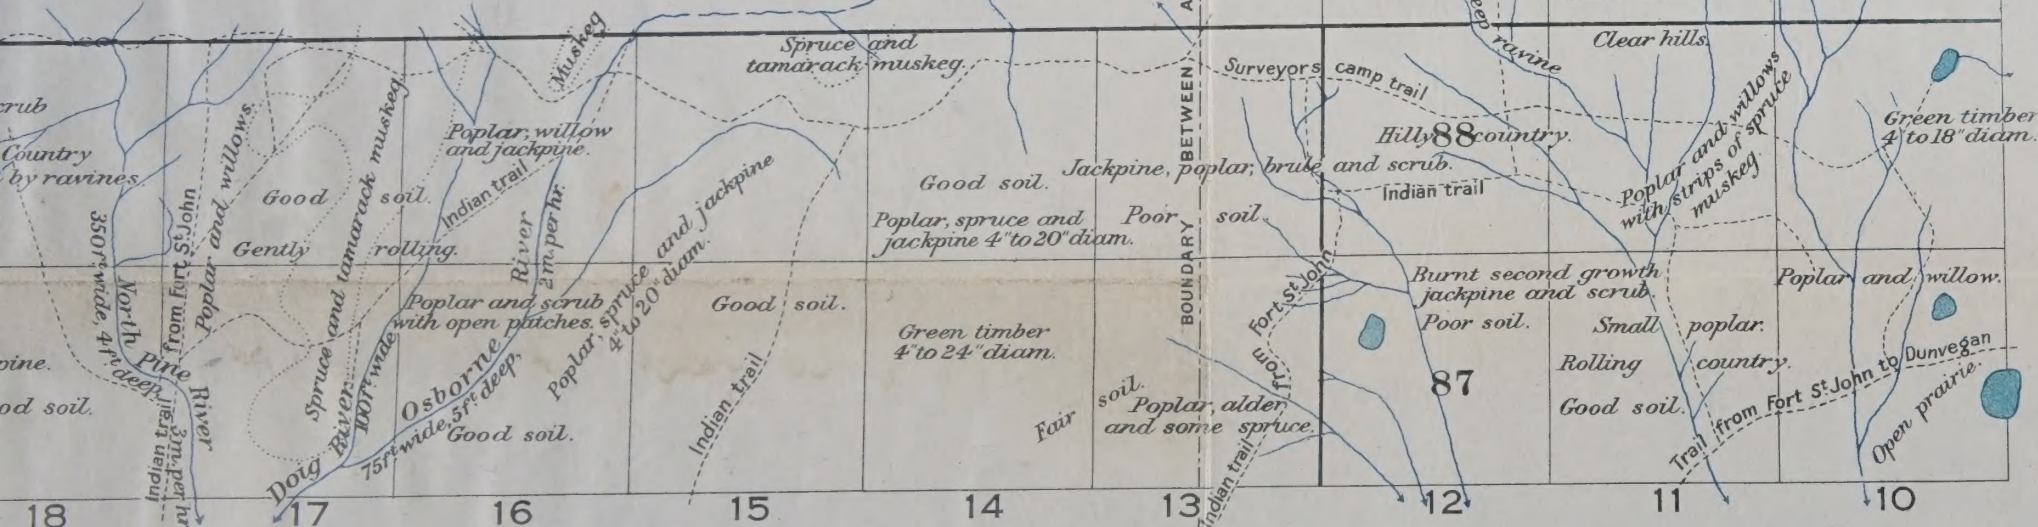 Muskeg
Spruce and
tamarack muskeg.
BOUNDARY BETWEEN A
Surveyors camp trail
eep ravine
Clear hills.
crub
Country
by ravines.
Poplar and willows.
Good soil.
Gently rolling.
Spruce and tamarack muskeg
Poplar, willow
and jackpine.
Indian trail
River
2 m. per hr.
Poplar, spruce and jackpine
4" to 20" diam.
Good soil.
Poplar, spruce and
jackpine 4" to 20" diam.
Jackpine, poplar, brule and scrub.
Poor soil.
Hilly country.
88
Indian trail
Poplar and willows
with strips of spruce
muskeg.
Green timber
4" to 18" diam.
350 ft wide, 4 ft deep,
North Pine River
3 m. per hr
Indian trail from Fort St. John
pine.
od soil.
Poplar and scrub
with open patches.
Doig River
100 ft wide
Osborne
75 ft wide, 5 ft deep,
Good soil.
Good soil.
Indian trail
Green timber
4" to 24" diam.
Fair soil.
Poplar, alder
and some spruce.
Indian trail from Fort St. John
Burnt second growth
jackpine and scrub.
Poor soil.
87
Small poplar.
Rolling country.
Good soil.
Poplar and willow.
Trail from Fort St. John to Dunvegan
Open prairie.
18 17 16 15 14 13 12 11 10